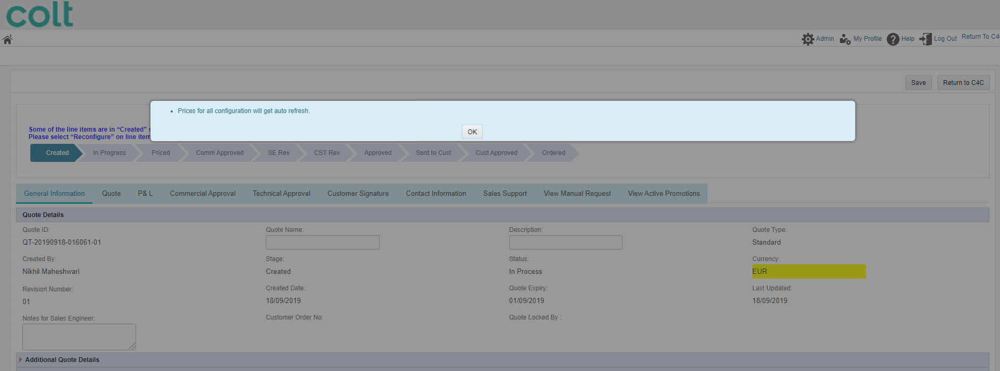 colt
Admin My Profile Help Log Out Return To C4
Save Return to C4C
Prices for all configuration will get auto refresh.
OK
Some of the line items are in “Created”
Please select “Reconfigure” on line item
Created In Progress Priced Comm Approved SE Rev CST Rev Approved Sent to Cust Cust Approved Ordered
General Information Quote P& L Commercial Approval Technical Approval Customer Signature Contact Information Sales Support View Manual Request View Active Promotions
Quote Details
Quote ID: Quote Name: Description: Quote Type:
QT-20190918-016061-01 Standard
Created By: Stage: Status: Currency:
Nikhil Maheshwari Created In Process EUR
Revision Number: Created Date: Quote Expiry: Last Updated:
01 18/09/2019 01/09/2019 18/09/2019
Notes for Sales Engineer: Customer Order No: Quote Locked By :
Additional Quote Details